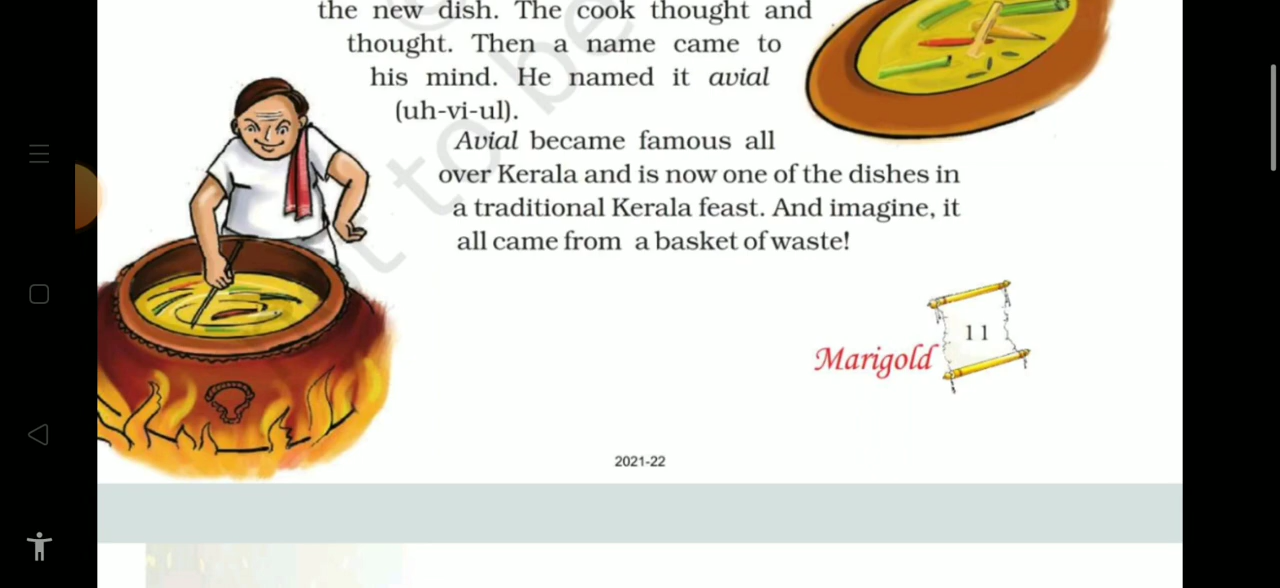 the new dish. The cook thought and
thought. Then a name came to
his mind. He named it avial
(uh-vi-ul).
Avial became famous all
over Kerala and is now one of the dishes in
a traditional Kerala feast. And imagine, it
all came from a basket of waste!
11
Marigold
2021-22